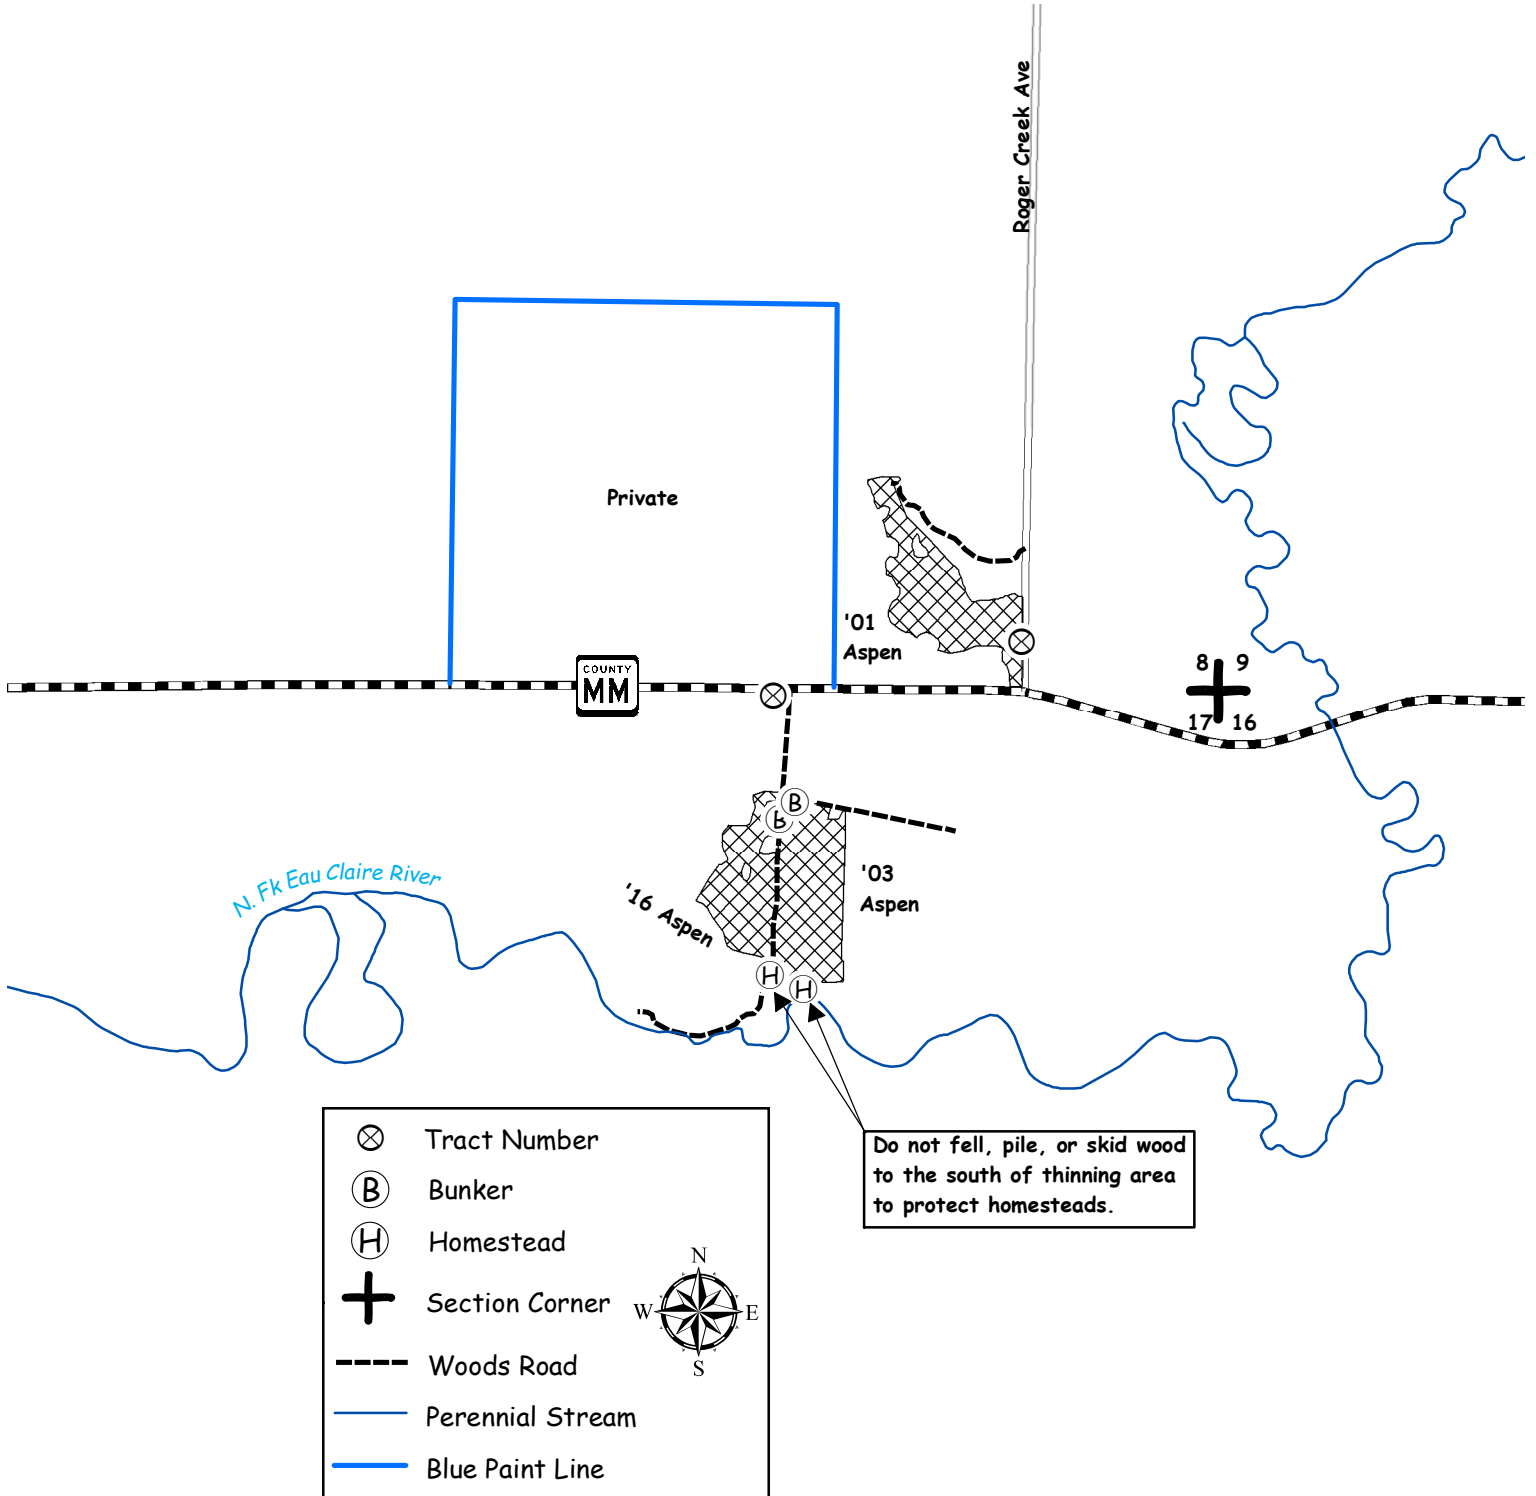 Roger Creek Ave
Private
'01
Aspen
COUNTY
MM
8 9
17 16
B
B
'03
Aspen
'16 Aspen
N. Fk Eau Claire River
H
H
Do not fell, pile, or skid wood
to the south of thinning area
to protect homesteads.
Tract Number
B Bunker
H Homestead
Section Corner
N
W E
S
Woods Road
Perennial Stream
Blue Paint Line